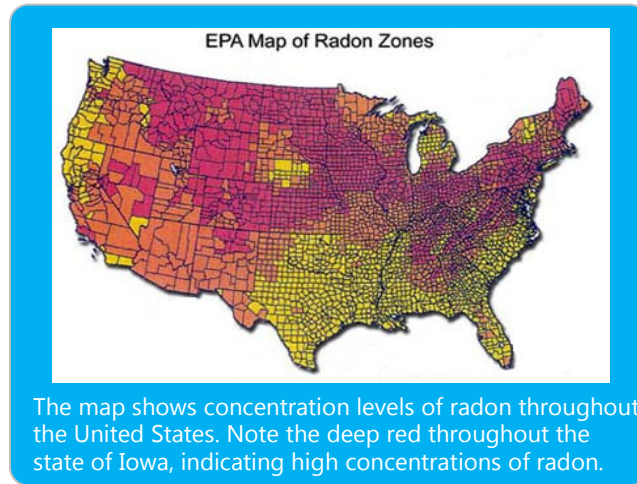 EPA Map of Radon Zones
The map shows concentration levels of radon throughout
the United States. Note the deep red throughout the
state of Iowa, indicating high concentrations of radon.